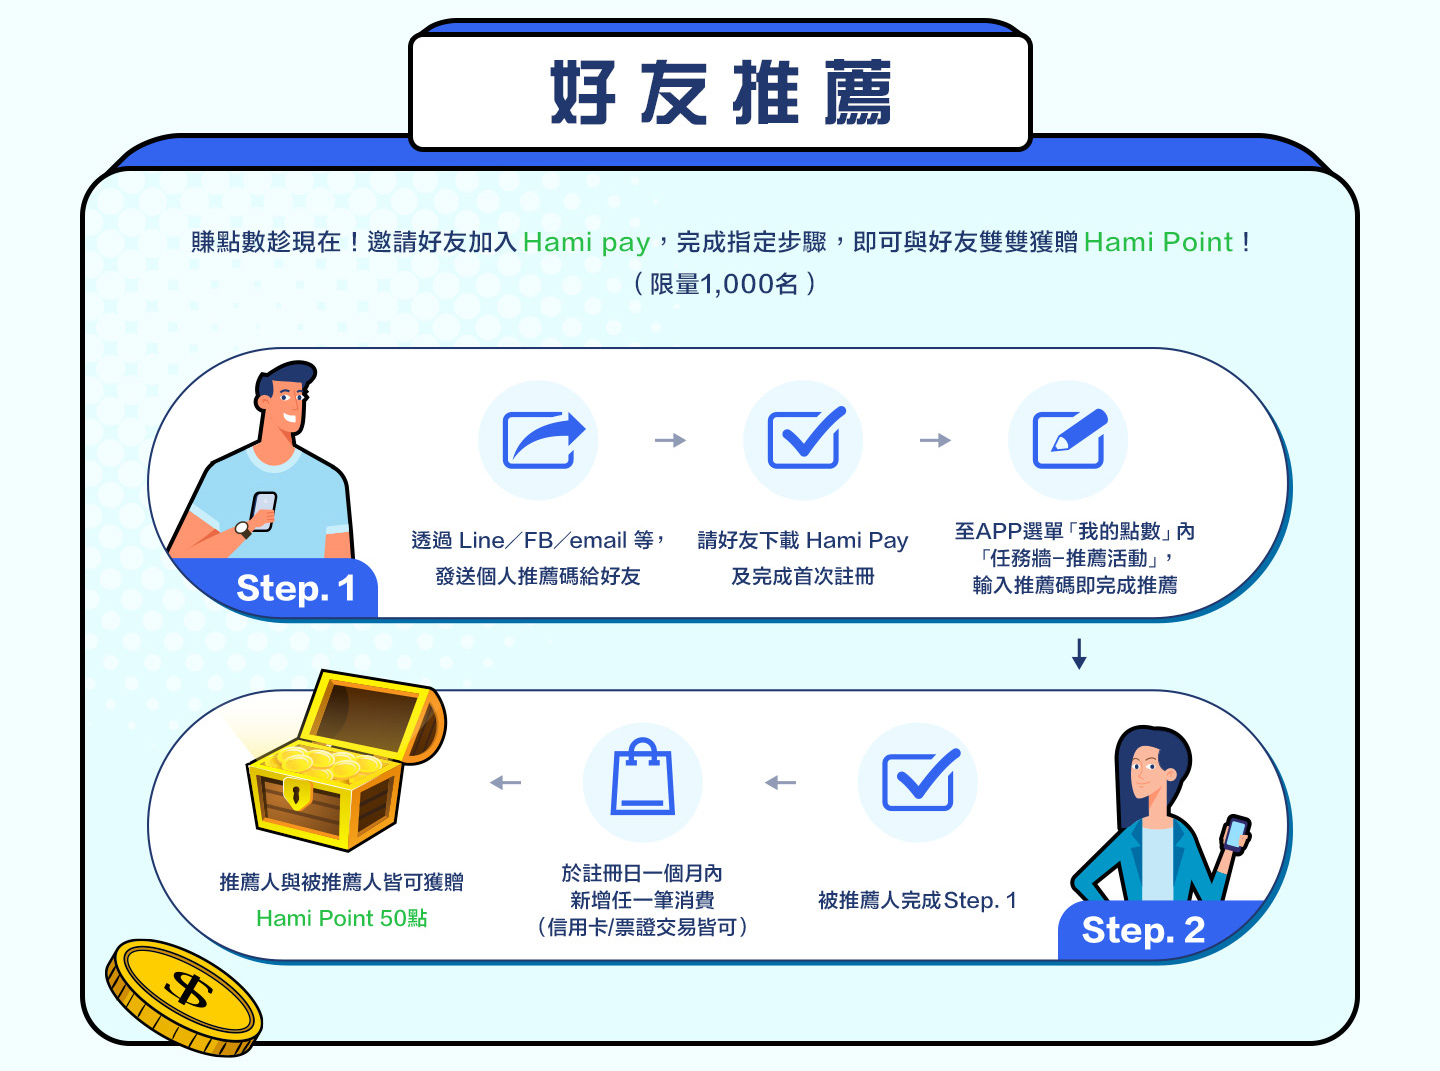 好友推薦
賺點數趁現在！邀請好友加入 Hami pay，完成指定步驟，即可與好友雙雙獲贈 Hami Point！
（限量1,000名）
透過 Line／FB／email 等，
發送個人推薦碼給好友
請好友下載 Hami Pay
及完成首次註冊
至APP選單「我的點數」內
「任務牆–推薦活動」，
輸入推薦碼即完成推薦
Step. 1
Step. 2
被推薦人完成Step. 1
於註冊日一個月內
新增任一筆消費
（信用卡/票證交易皆可）
推薦人與被推薦人皆可獲贈
Hami Point 50點
$